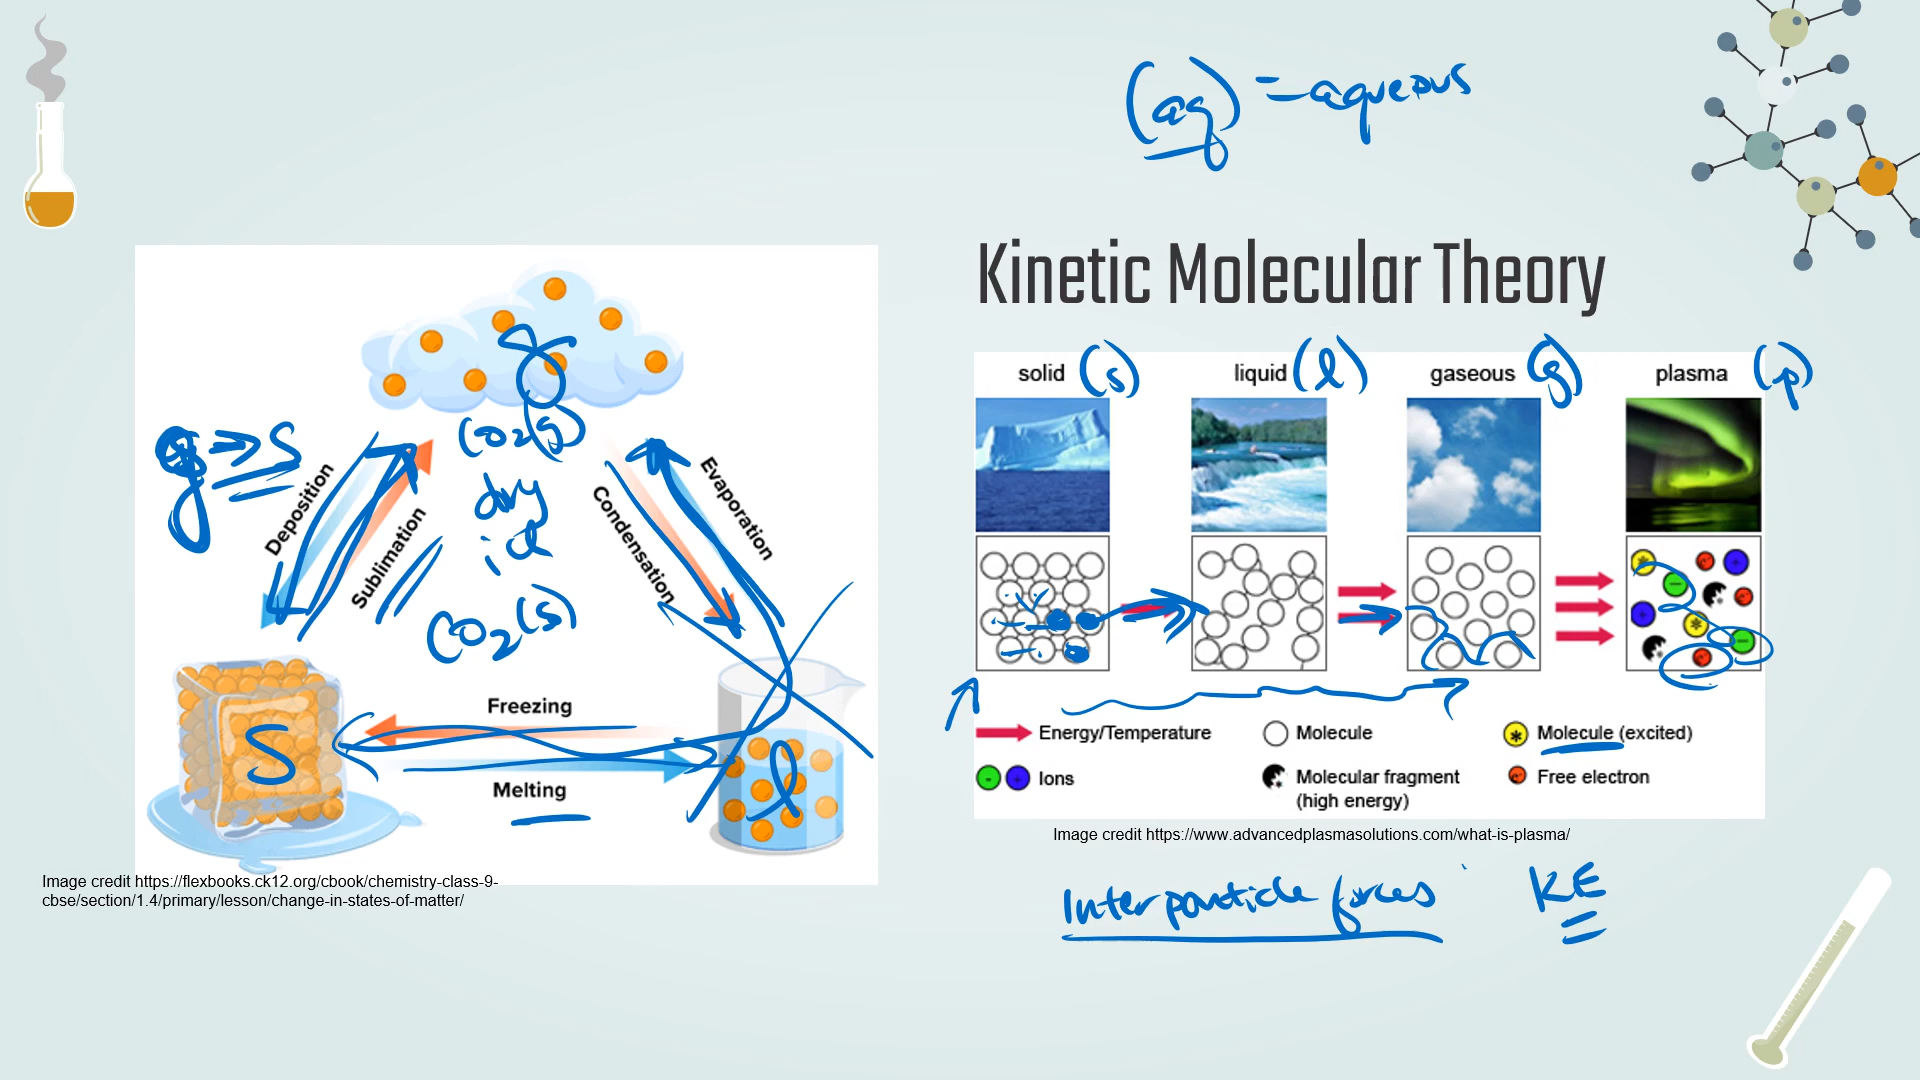 (aq) = aqueous
Kinetic Molecular Theory
solid (s)
liquid (l)
gaseous (g)
plasma (p)
g
CO2(g)
g → s
Deposition
Sublimation
dry
ice
CO2(s)
Condensation
Evaporation
Freezing
Melting
S
l
Energy/Temperature
Molecule
Molecule (excited)
Ions
Molecular fragment
(high energy)
Free electron
Image credit https://www.advancedplasmasolutions.com/what-is-plasma/
Image credit https://flexbooks.ck12.org/cbook/chemistry-class-9-
cbse/section/1.4/primary/lesson/change-in-states-of-matter/
Interparticle forces
KE